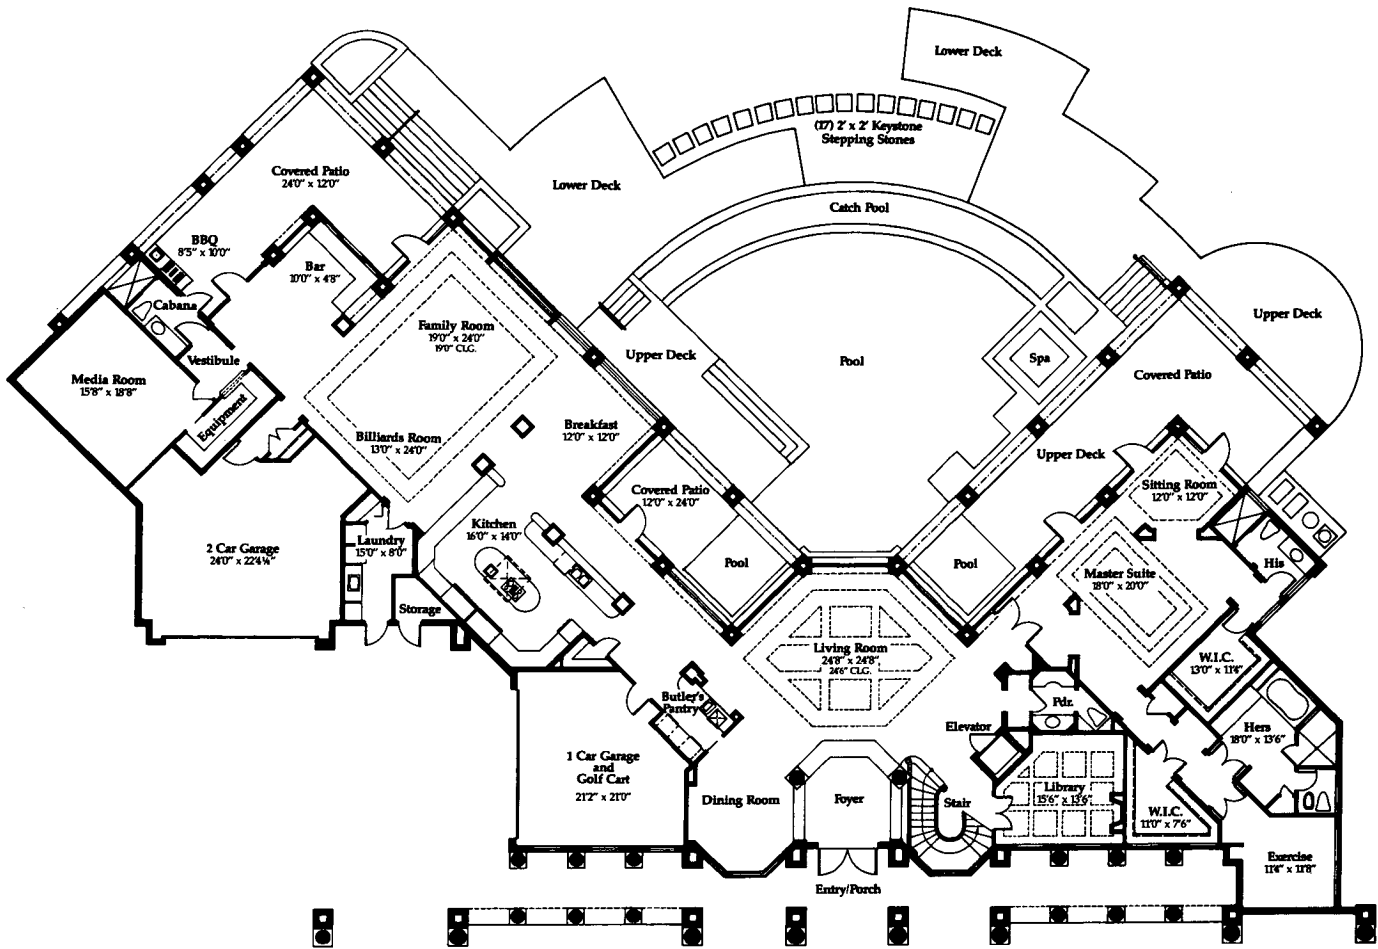 Lower Deck
(17) 2' x 2' Keystone
Stepping Stones
Covered Patio
24'0" x 12'0"
Lower Deck
Catch Pool
BBQ
8'5" x 10'0"
Bar
10'0" x 4'8"
Cabana
Upper Deck
Family Room
19'0" x 24'0"
19'0" CLG.
Upper Deck
Pool
Spa
Vestibule
Media Room
15'8" x 18'8"
Covered Patio
Equipment
Breakfast
12'0" x 12'0"
Billiards Room
13'0" x 24'0"
Upper Deck
Covered Patio
12'0" x 24'0"
Sitting Room
12'0" x 12'0"
Kitchen
16'0" x 14'0"
Laundry
15'0" x 8'0"
2 Car Garage
24'0" x 22'4¼"
Pool
Pool
His
Master Suite
18'0" x 20'0"
Storage
Living Room
24'8" x 24'8"
24'6" CLG.
W.I.C.
13'0" x 11'4"
Butler's
Pantry
Pdr.
Elevator
Hers
18'0" x 13'6"
1 Car Garage
and
Golf Cart
21'2" x 21'0"
Dining Room
Foyer
Stair
Library
15'6" x 13'6"
W.I.C.
11'0" x 7'6"
Exercise
11'4" x 11'8"
Entry/Porch